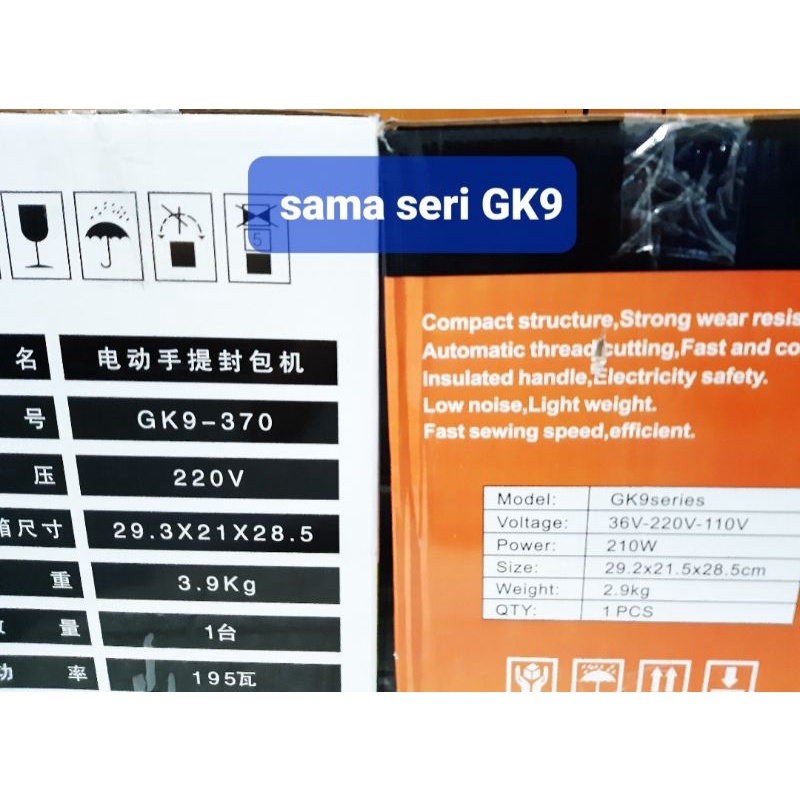 sama seri GK9
5
名 电动手提封包机
号 GK9-370
压 220V
箱尺寸 29.3X21X28.5
重 3.9Kg
量 1台
功率 195瓦
Compact structure,Strong wear resis
Automatic thread cutting,Fast and co
Insulated handle,Electricity safety.
Low noise,Light weight.
Fast sewing speed,efficient.
Model: GK9series
Voltage: 36V-220V-110V
Power: 210W
Size: 29.2x21.5x28.5cm
Weight: 2.9kg
QTY: 1PCS